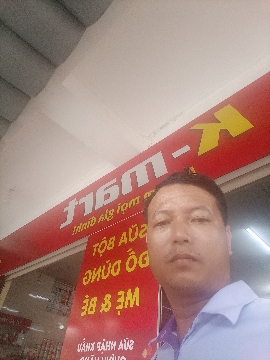 K-mart
mọi gia đình!
SỮA BỘT
ĐỒ DÙNG
MẸ & BÉ
SỮA NHẬP KHẨU